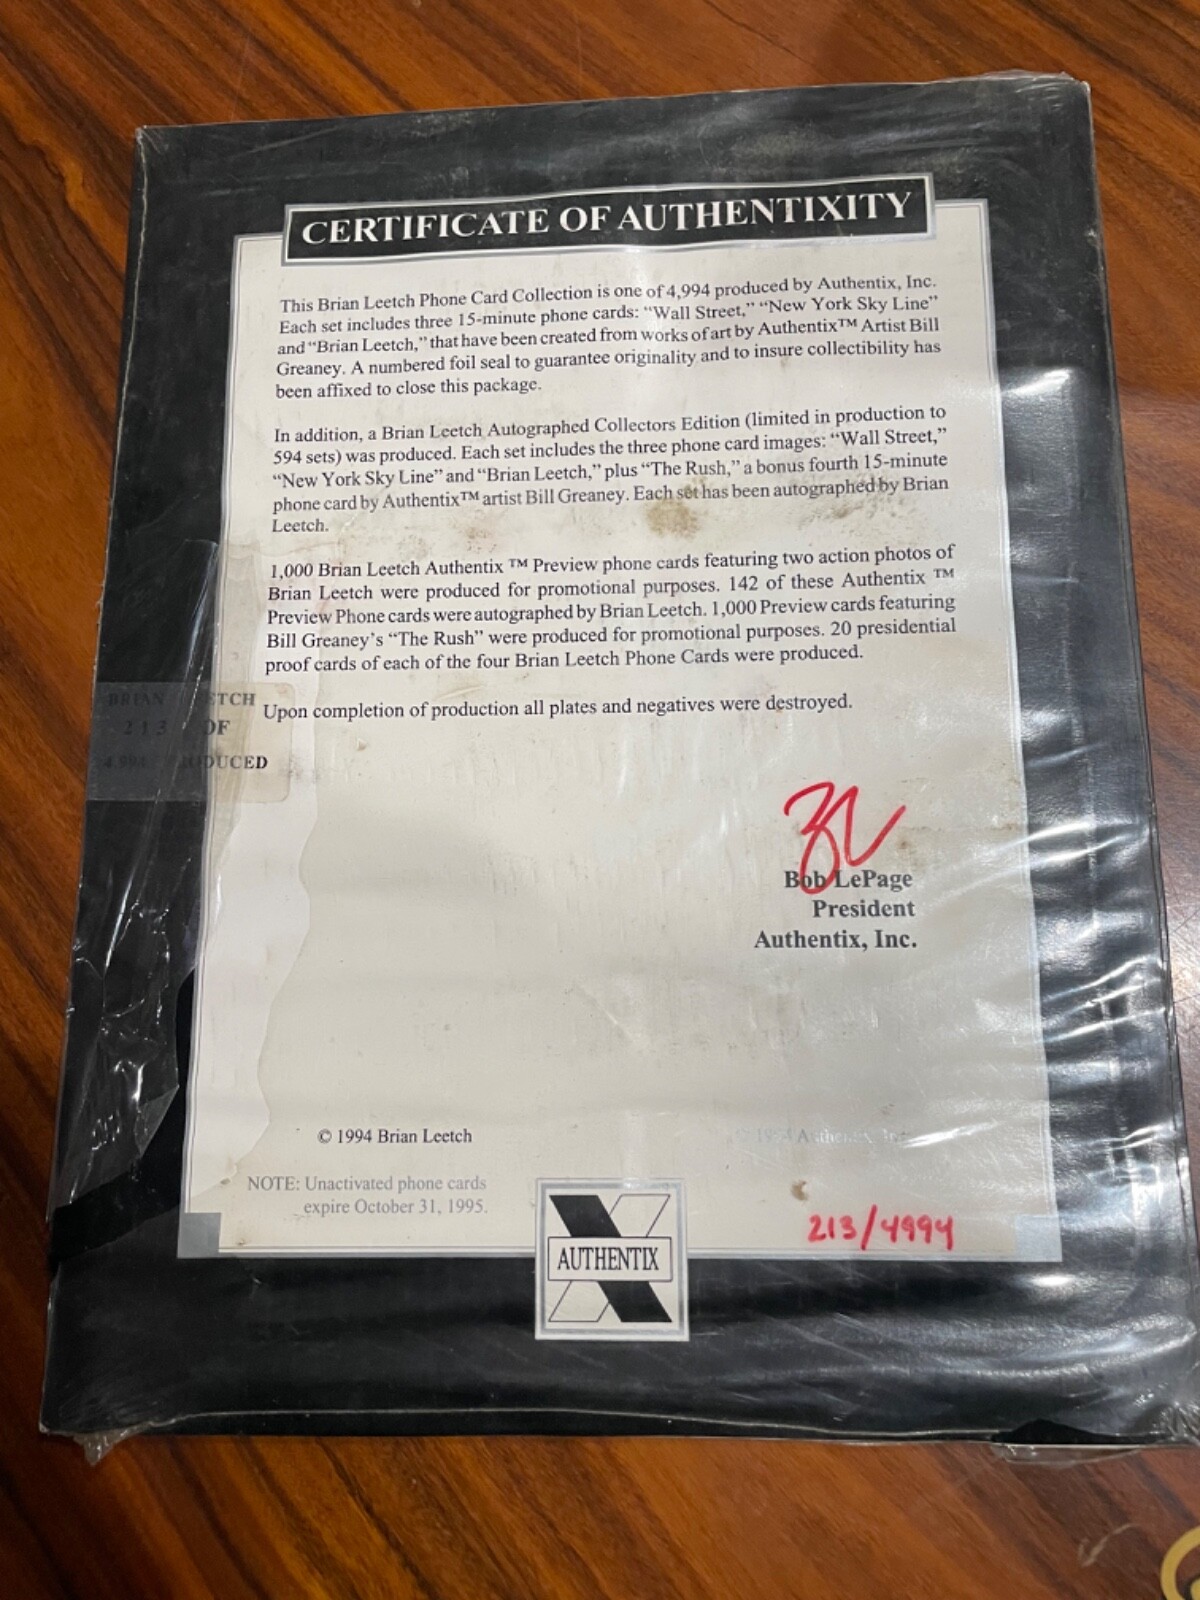 CERTIFICATE OF AUTHENTIXITY
This Brian Leetch Phone Card Collection is one of 4,994 produced by Authentix, Inc.
Each set includes three 15-minute phone cards: “Wall Street,” “New York Sky Line”
and “Brian Leetch,” that have been created from works of art by Authentix™ Artist Bill
Greaney. A numbered foil seal to guarantee originality and to insure collectibility has
been affixed to close this package.
In addition, a Brian Leetch Autographed Collectors Edition (limited in production to
594 sets) was produced. Each set includes the three phone card images: “Wall Street,”
“New York Sky Line” and “Brian Leetch,” plus “The Rush,” a bonus fourth 15-minute
phone card by Authentix™ artist Bill Greaney. Each set has been autographed by Brian
Leetch.
1,000 Brian Leetch Authentix ™ Preview phone cards featuring two action photos of
Brian Leetch were produced for promotional purposes. 142 of these Authentix ™
Preview Phone cards were autographed by Brian Leetch. 1,000 Preview cards featuring
Bill Greaney’s “The Rush” were produced for promotional purposes. 20 presidential
proof cards of each of the four Brian Leetch Phone Cards were produced.
Upon completion of production all plates and negatives were destroyed.
BRIAN LEETCH
213 OF
4,994 PRODUCED
Bob LePage
President
Authentix, Inc.
© 1994 Brian Leetch
© 1994 Authentix, Inc.
NOTE: Unactivated phone cards
expire October 31, 1995.
213/4994
AUTHENTIX